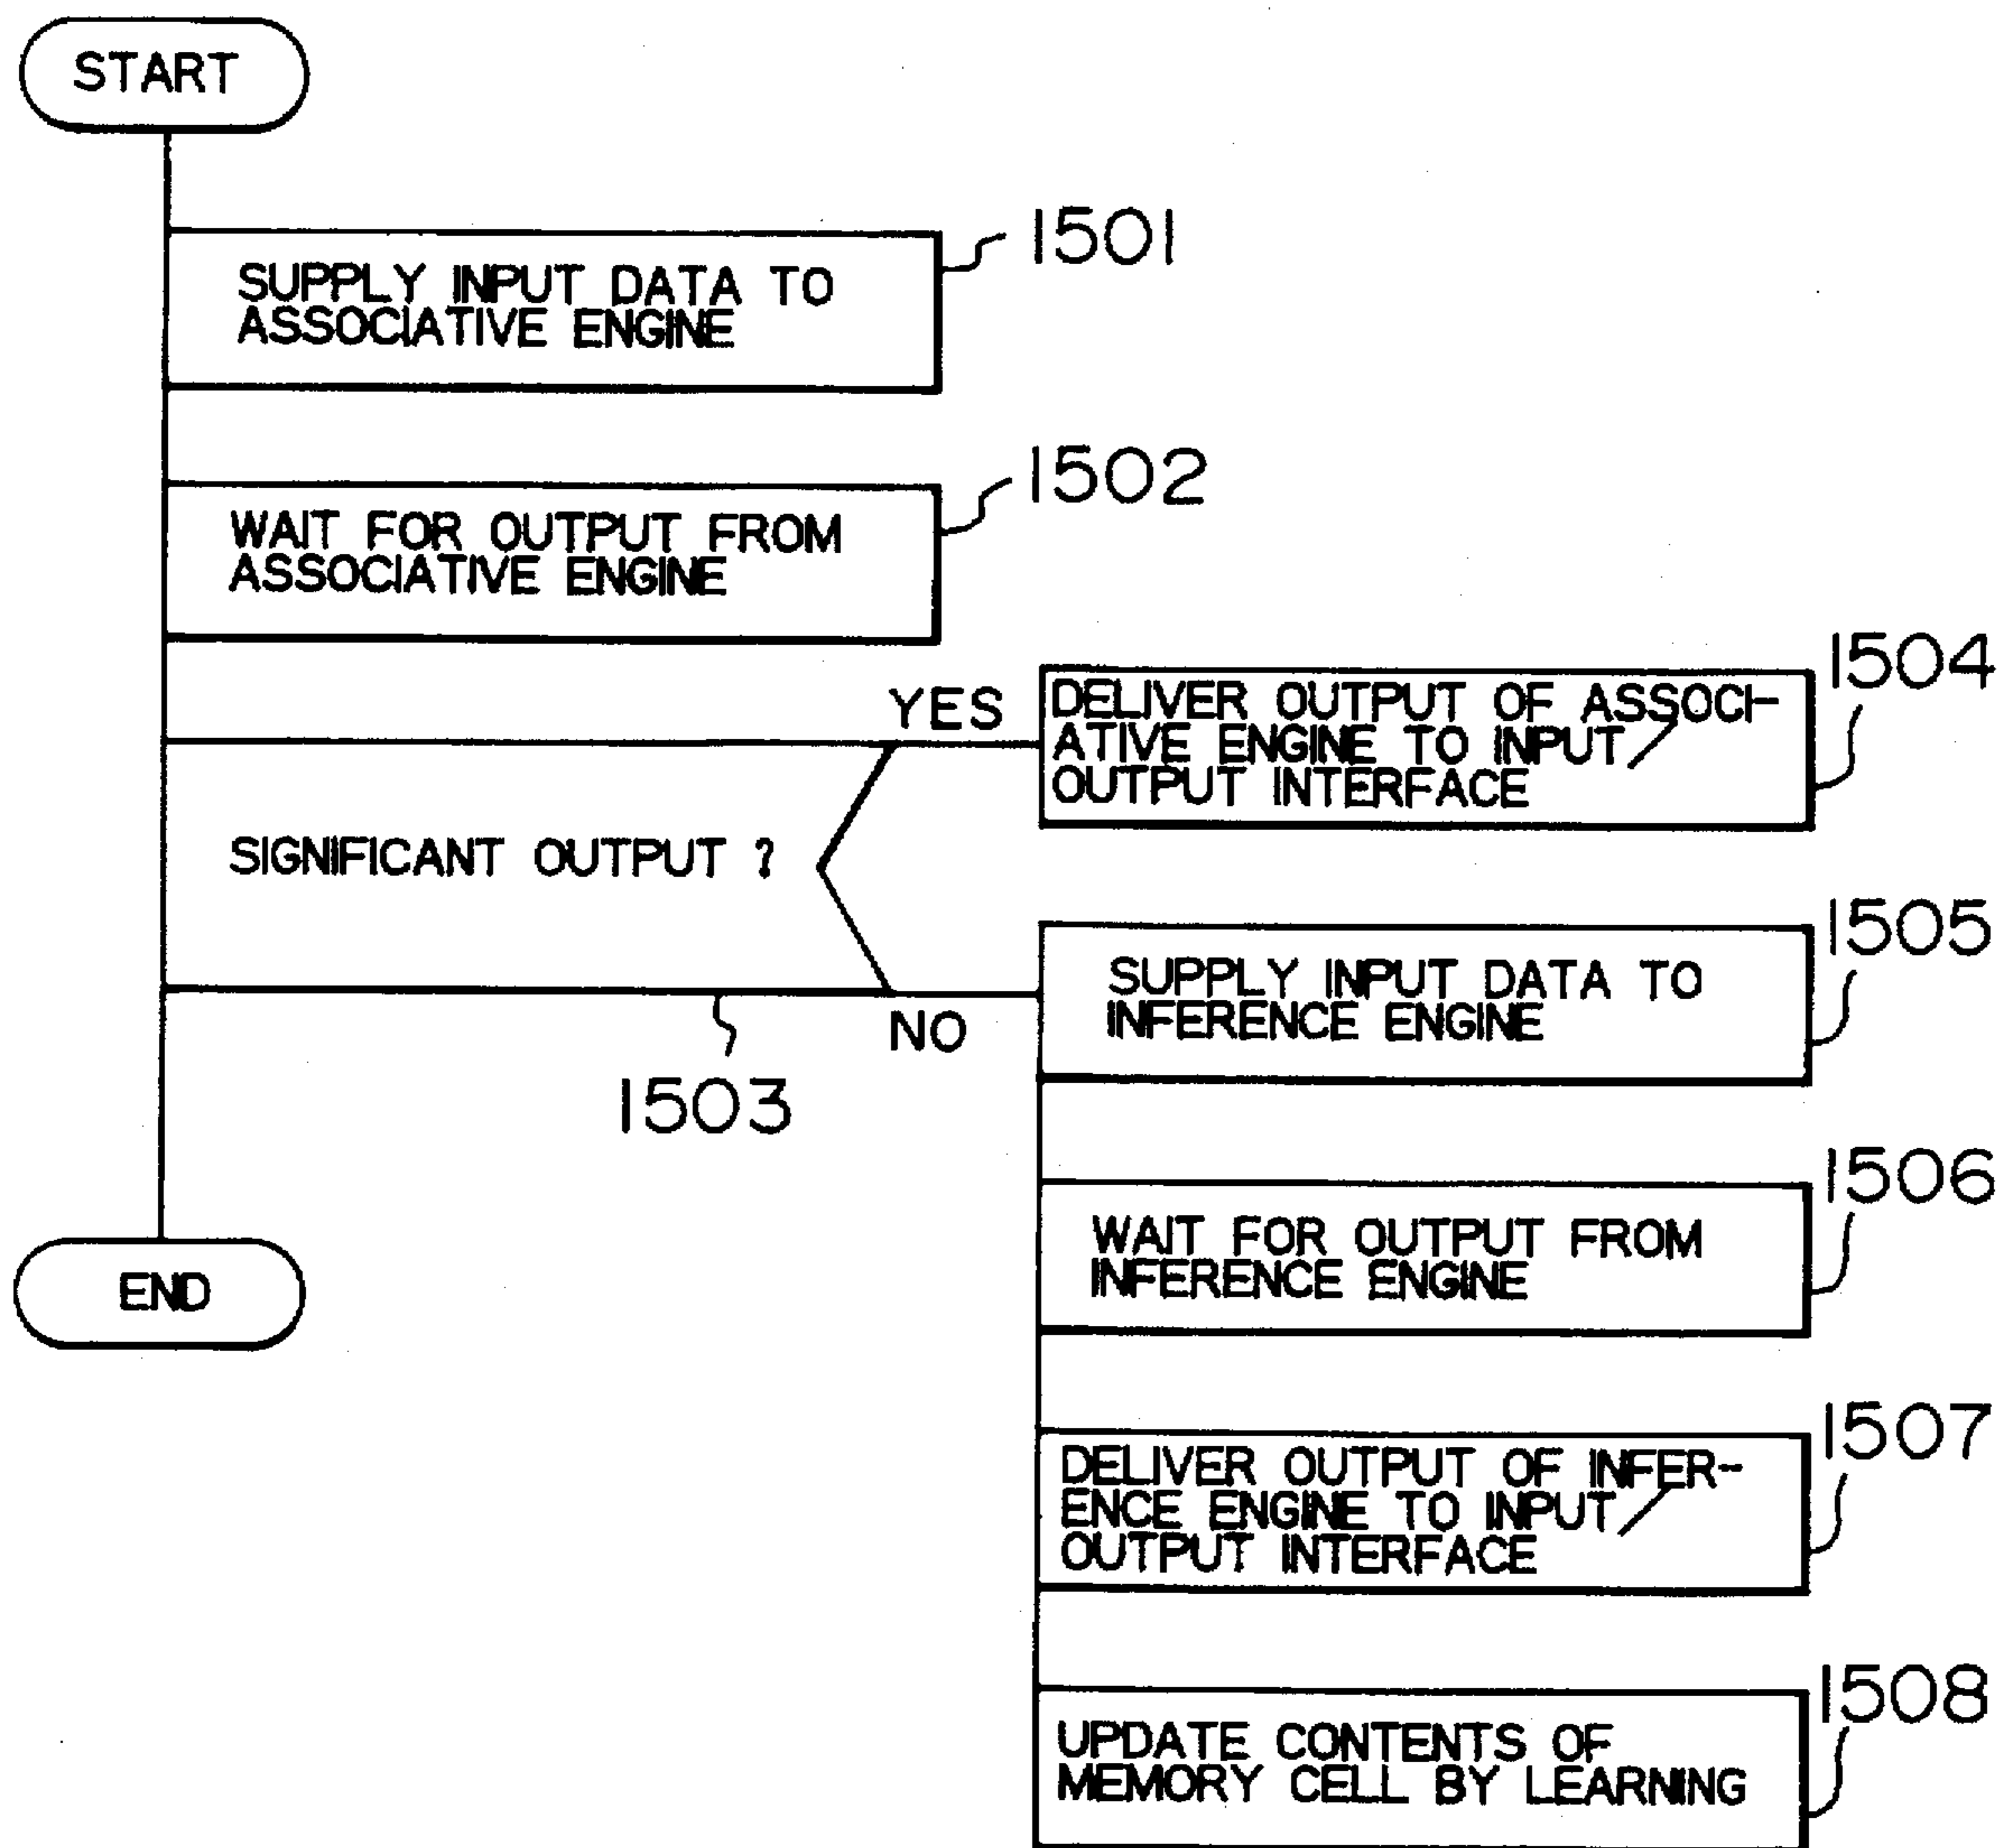 START
1501
SUPPLY INPUT DATA TO
ASSOCIATIVE ENGINE
1502
WAIT FOR OUTPUT FROM
ASSOCIATIVE ENGINE
1504
YES
DELIVER OUTPUT OF ASSOCI-
ATIVE ENGINE TO INPUT/
OUTPUT INTERFACE
SIGNIFICANT OUTPUT ?
1505
SUPPLY INPUT DATA TO
INFERENCE ENGINE
NO
1503
1506
WAIT FOR OUTPUT FROM
INFERENCE ENGINE
END
1507
DELIVER OUTPUT OF INFER-
ENCE ENGINE TO INPUT/
OUTPUT INTERFACE
1508
UPDATE CONTENTS OF
MEMORY CELL BY LEARNING